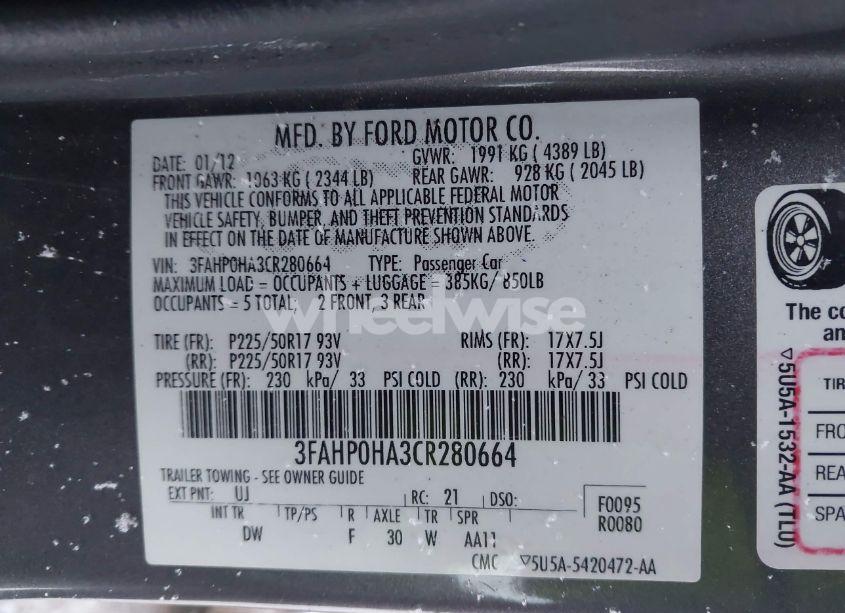 MFD. BY FORD MOTOR CO.
DATE: 01/12 GVWR: 1991 KG ( 4389 LB)
FRONT GAWR: 1063 KG ( 2344 LB) REAR GAWR: 928 KG ( 2045 LB)
THIS VEHICLE CONFORMS TO ALL APPLICABLE FEDERAL MOTOR
VEHICLE SAFETY, BUMPER, AND THEFT PREVENTION STANDARDS
IN EFFECT ON THE DATE OF MANUFACTURE SHOWN ABOVE.
VIN: 3FAHP0HA3CR280664 TYPE: Passenger Car
MAXIMUM LOAD = OCCUPANTS + LUGGAGE = 385KG/ 850LB
OCCUPANTS = 5 TOTAL; 2 FRONT, 3 REAR
wheelwise
TIRE (FR): P225/50R17 93V RIMS (FR): 17X7.5J
(RR): P225/50R17 93V (RR): 17X7.5J
PRESSURE (FR): 230 kPa/ 33 PSI COLD (RR): 230 kPa/ 33 PSI COLD
3FAHP0HA3CR280664
TRAILER TOWING - SEE OWNER GUIDE
EXT PNT: UJ RC: 21 DSO: F0095
INT TR TP/PS R AXLE TR SPR R0080
DW F 30 W AA11
CMC ▽5U5A-5420472-AA
The co
an
▽5U5A-1532-AA (TLU)
TIR
FRO
REA
SPA